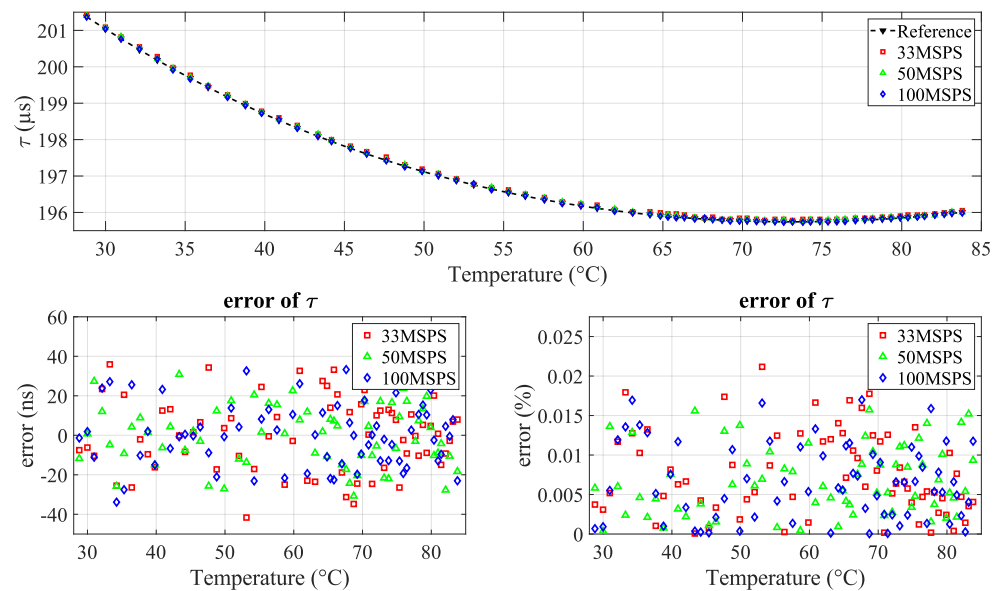 201
200
199
198
197
196
τ (μs)
30 35 40 45 50 55 60 65 70 75 80 85
Temperature (°C)
Reference
33MSPS
50MSPS
100MSPS
error of τ
60
40
20
0
-20
-40
error (ns)
30 40 50 60 70 80
Temperature (°C)
33MSPS
50MSPS
100MSPS
error of τ
0.025
0.02
0.015
0.01
0.005
0
error (%)
30 40 50 60 70 80
Temperature (°C)
33MSPS
50MSPS
100MSPS